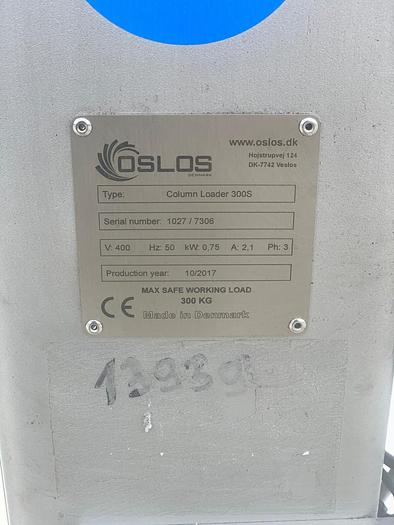 OSLOS
DENMARK
www.oslos.dk
Hojstrupvej 124
DK-7742 Veslos
Type: Column Loader 300S
Serial number: 1027 / 7306
V: 400 Hz: 50 kW: 0,75 A: 2,1 Ph: 3
Production year: 10/2017
MAX SAFE WORKING LOAD
300 KG
CE Made in Denmark
13939